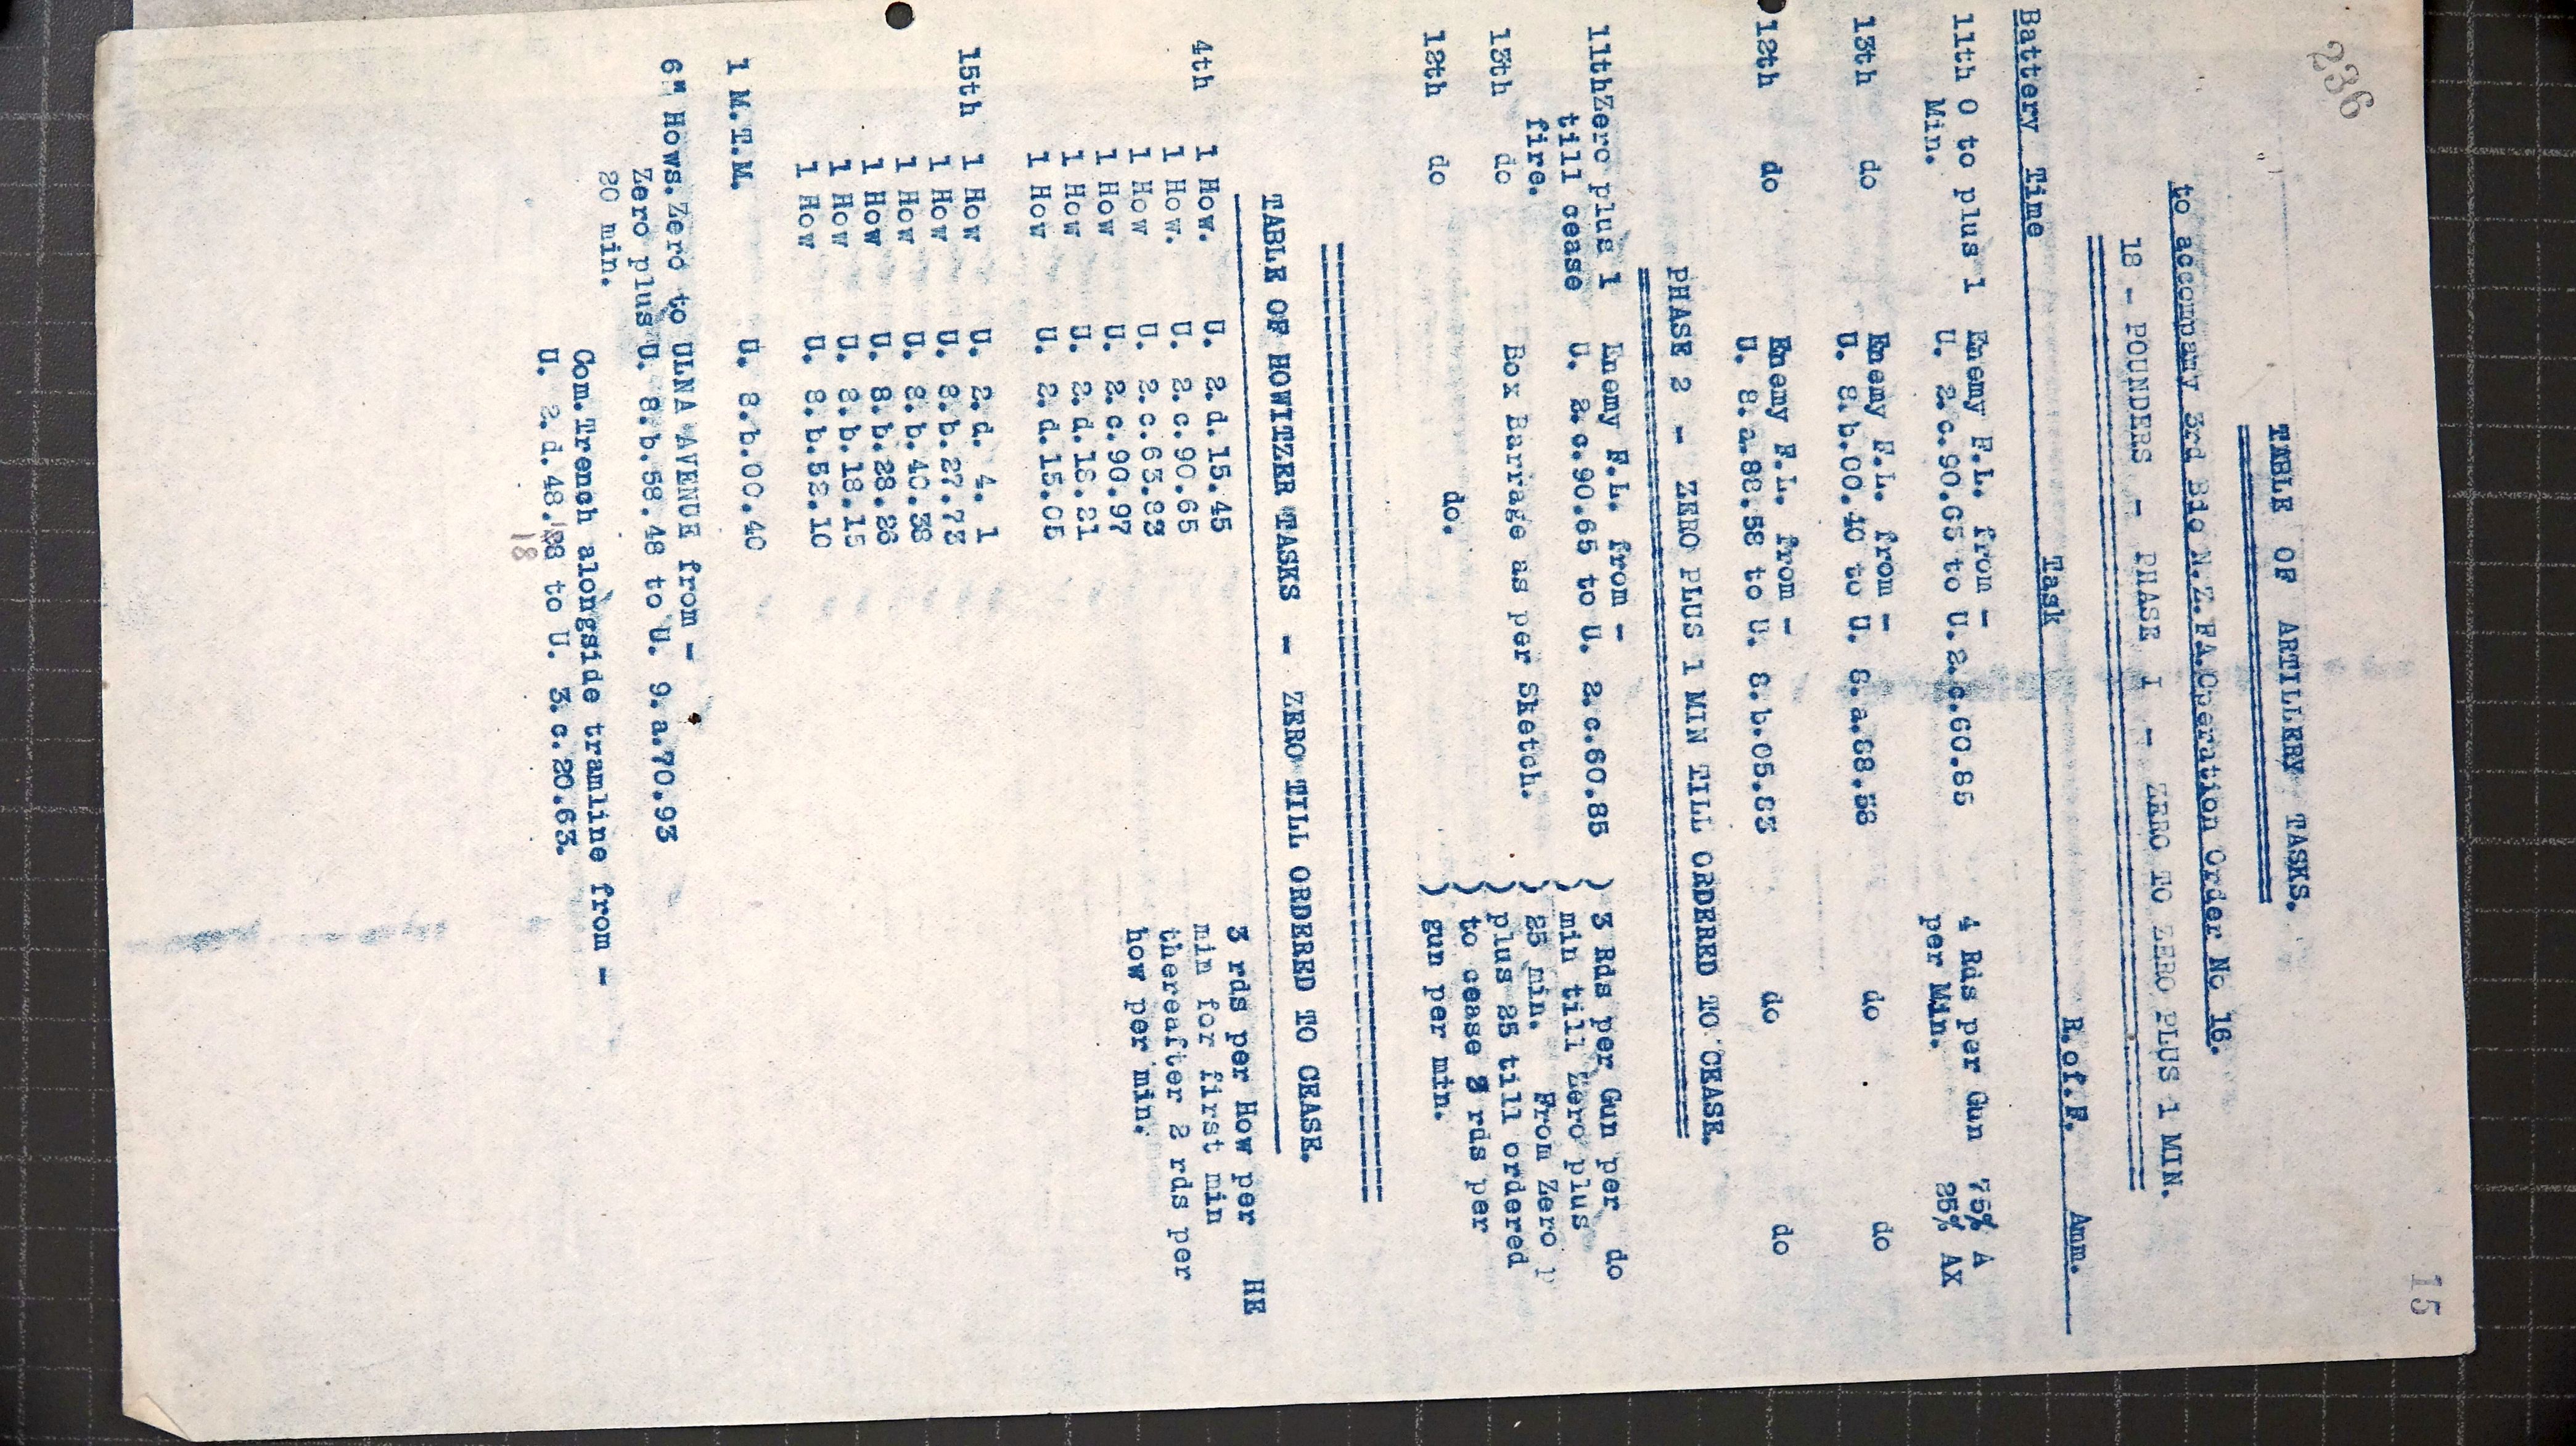 236
15
TABLE OF ARTILLERY TASKS.
to accompany 3rd Bde N.Z.F.A. Operation Order No 16.
18 - POUNDERS - PHASE I - ZERO TO ZERO PLUS 1 MIN.
Battery Time Task R.of.F. Amm.
11th 0 to plus 1 Enemy F.L. from - 4 Rds per Gun 75% A
Min. U. 2.c.90.65 to U.2.c.60.85 per Min. 25% AX
13th do Enemy F.L. from - do do
U. 8.b.00.40 to U. 8.a.88.58
12th do Enemy F.L. from - do do
U. 8.a.88.58 to U. 8.b.05.83
PHASE 2 - ZERO PLUS 1 MIN TILL ORDERED TO CEASE.
11thZero plus 1 Enemy F.L. from - ) 3 Rds per Gun per do
till cease U. 2.c.90.65 to U. 2.c.60.85 ) min till Zero plus
fire. ) 25 min. From Zero p
13th do Box Barrage as per Sketch. ) plus 25 till ordered
) to cease 2 rds per
12th do do. ) gun per min.
TABLE OF HOWITZER TASKS - ZERO TILL ORDERED TO CEASE.
4th 1 How. U. 2.d.15.45 3 rds per How per HE
1 How. U. 2.c.90.65 min for first min
1 How U. 2.c.65.83 thereafter 2 rds per
1 How U. 2.c.90.97 how per min.
1 How U. 2.d.18.21
1 How U. 2.d.15.05
15th 1 How U. 2.d. 4. 1
1 How U. 8.b.27.73
1 How U. 8.b.40.38
1 How U. 8.b.28.26
1 How U. 8.b.18.15
1 How U. 8.b.52.10
1 M.T.M. U. 8.b.00.40
6" Hows.Zero to ULNA AVENUE from -
Zero plus U. 8.b.58.48 to U. 9.a.70.93
20 min.
Com.Trench alongside tramline from -
U. 2.d.48.28 to U. 3.c.20.63.
18